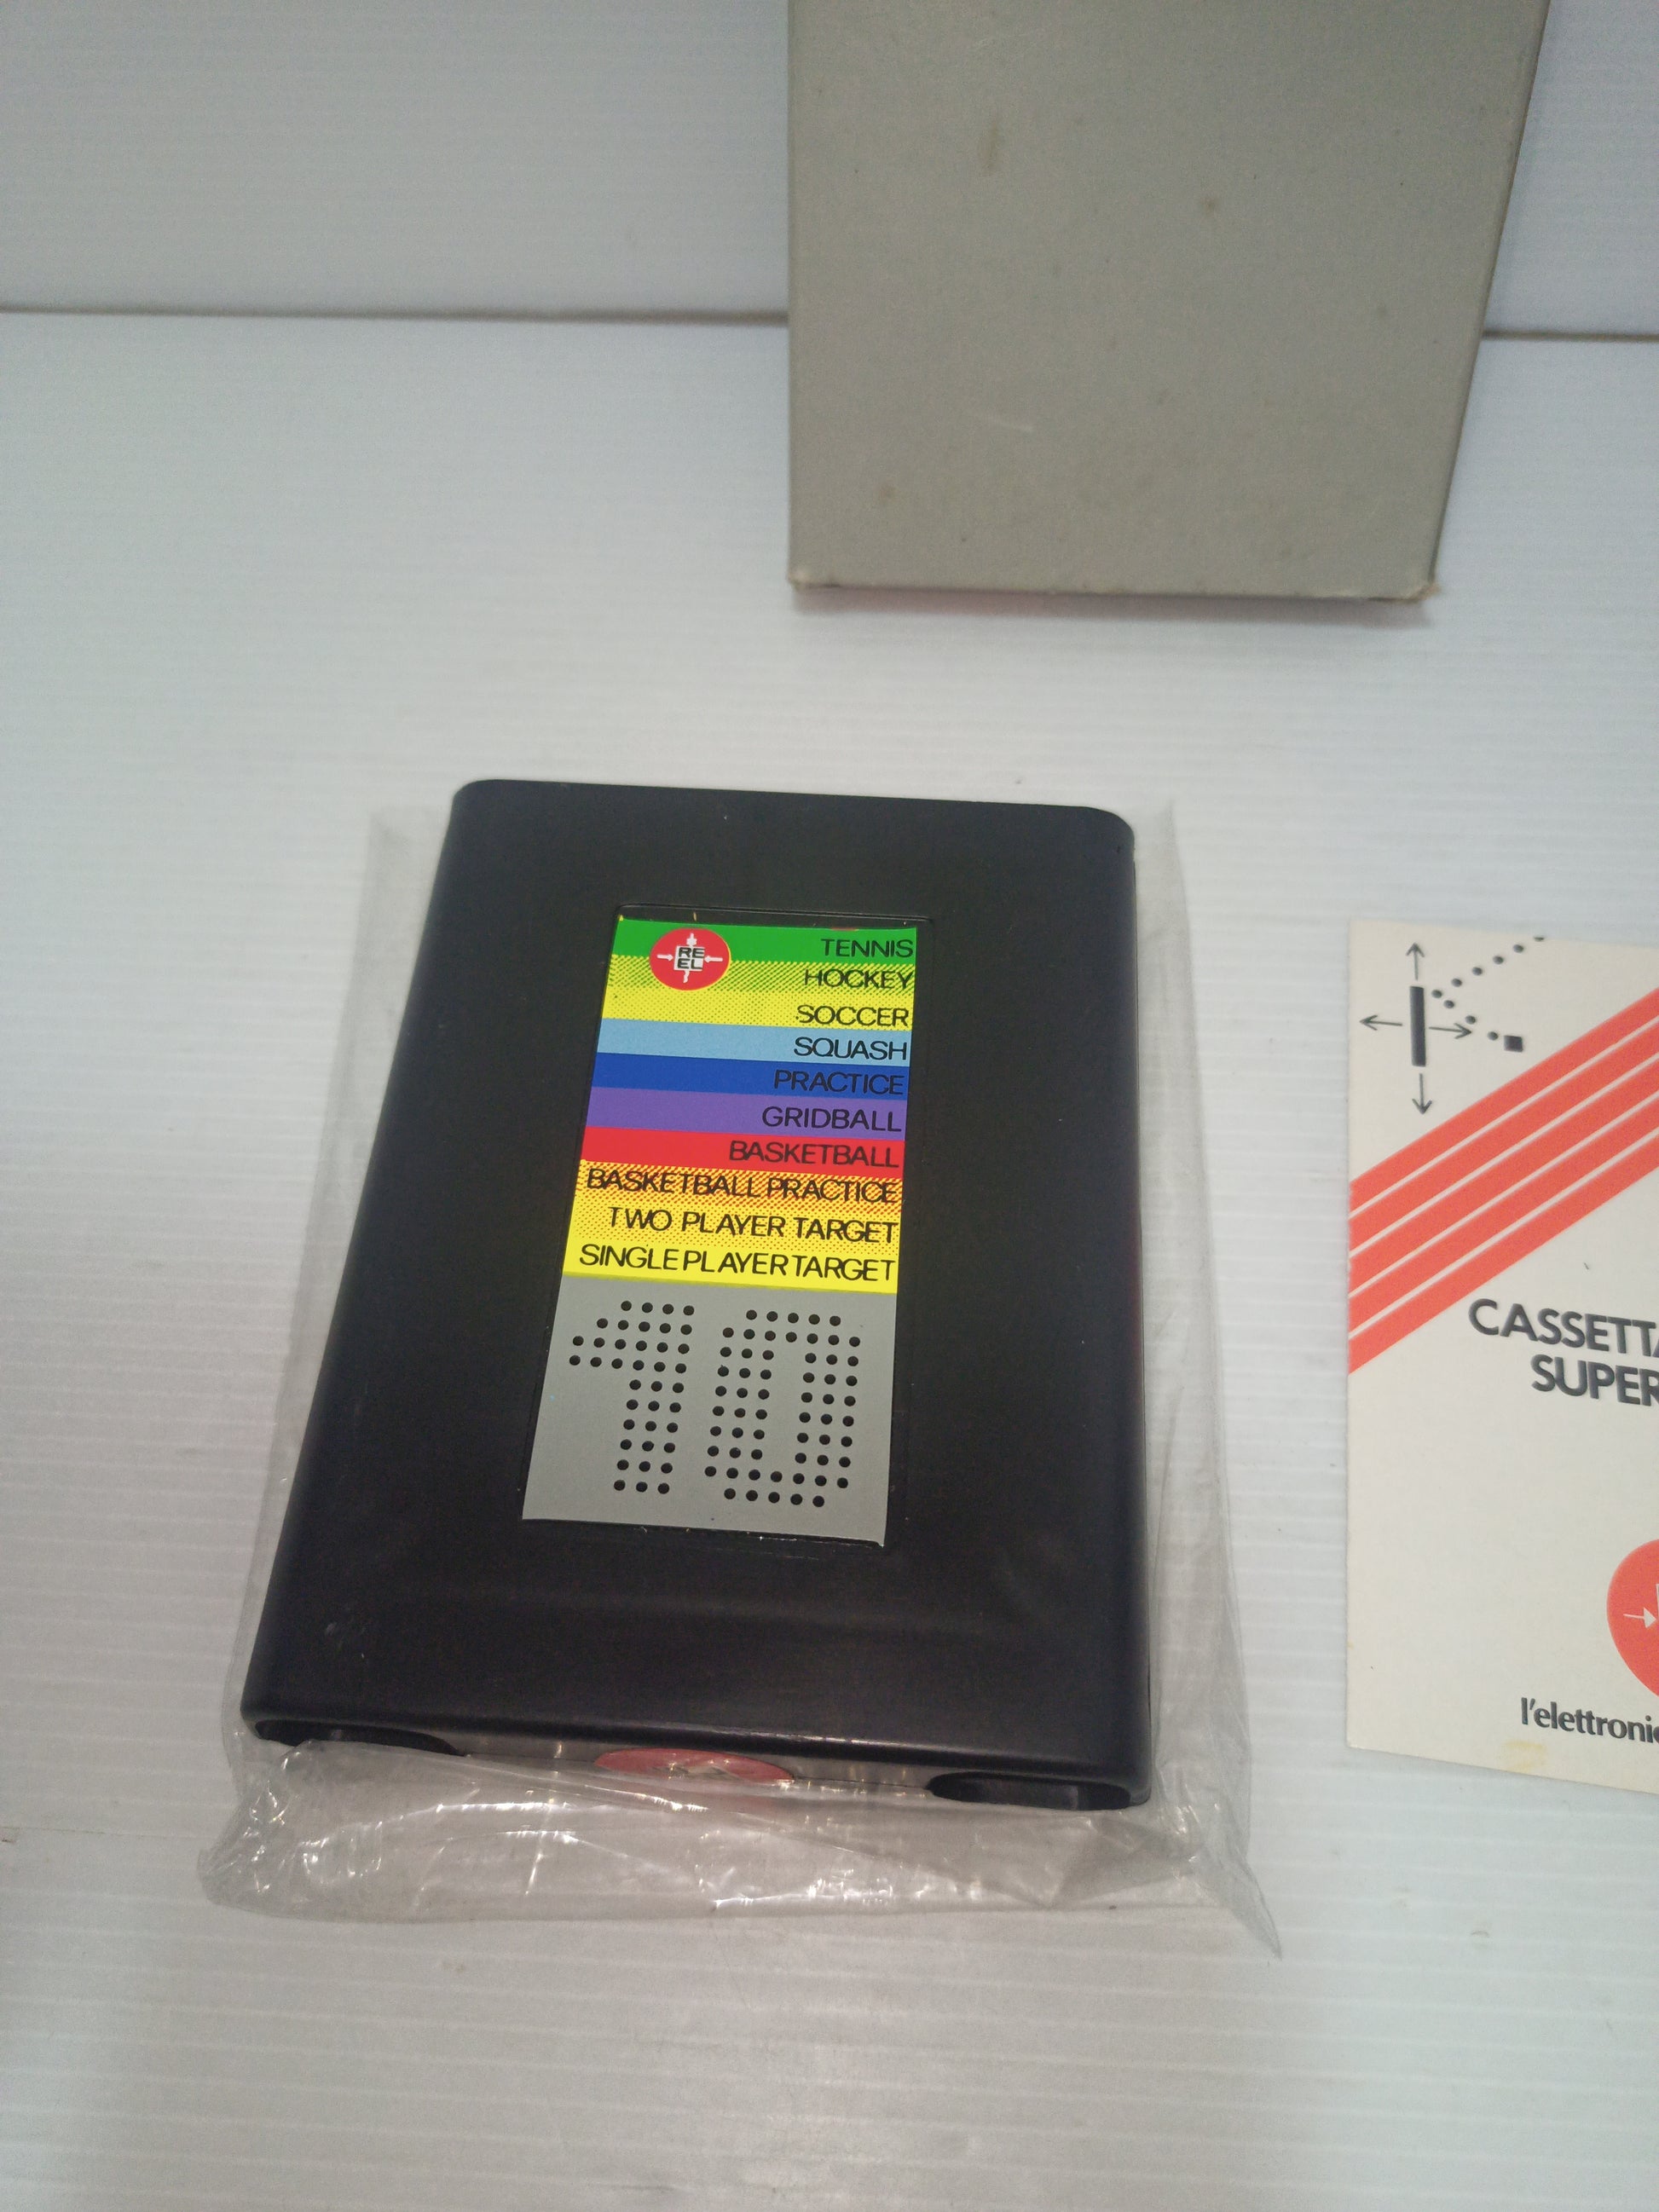 RE
EL
TENNIS
HOCKEY
SOCCER
SQUASH
PRACTICE
GRIDBALL
BASKETBALL
BASKETBALL PRACTICE
TWO PLAYER TARGET
SINGLE PLAYER TARGET
10
CASSETTA
SUPER
l'elettronic